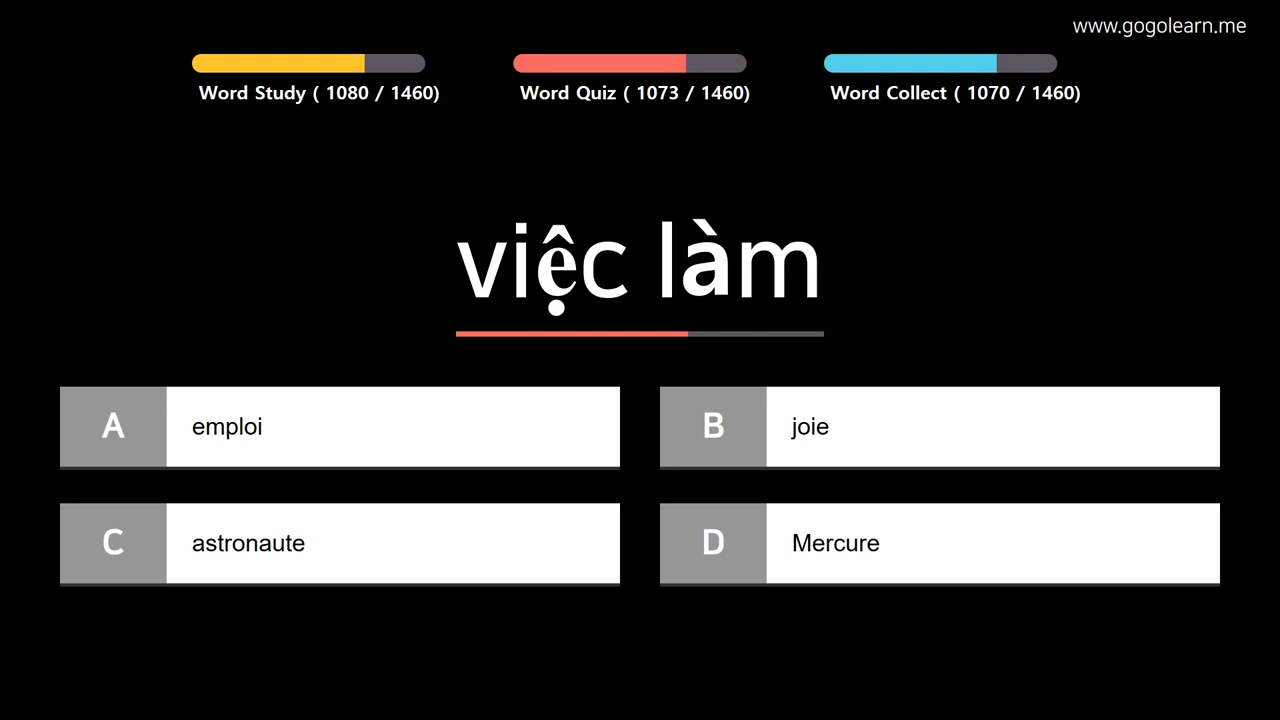 www.gogolearn.me
Word Study ( 1080 / 1460)
Word Quiz ( 1073 / 1460)
Word Collect ( 1070 / 1460)
việc làm
A emploi
B joie
C astronaute
D Mercure